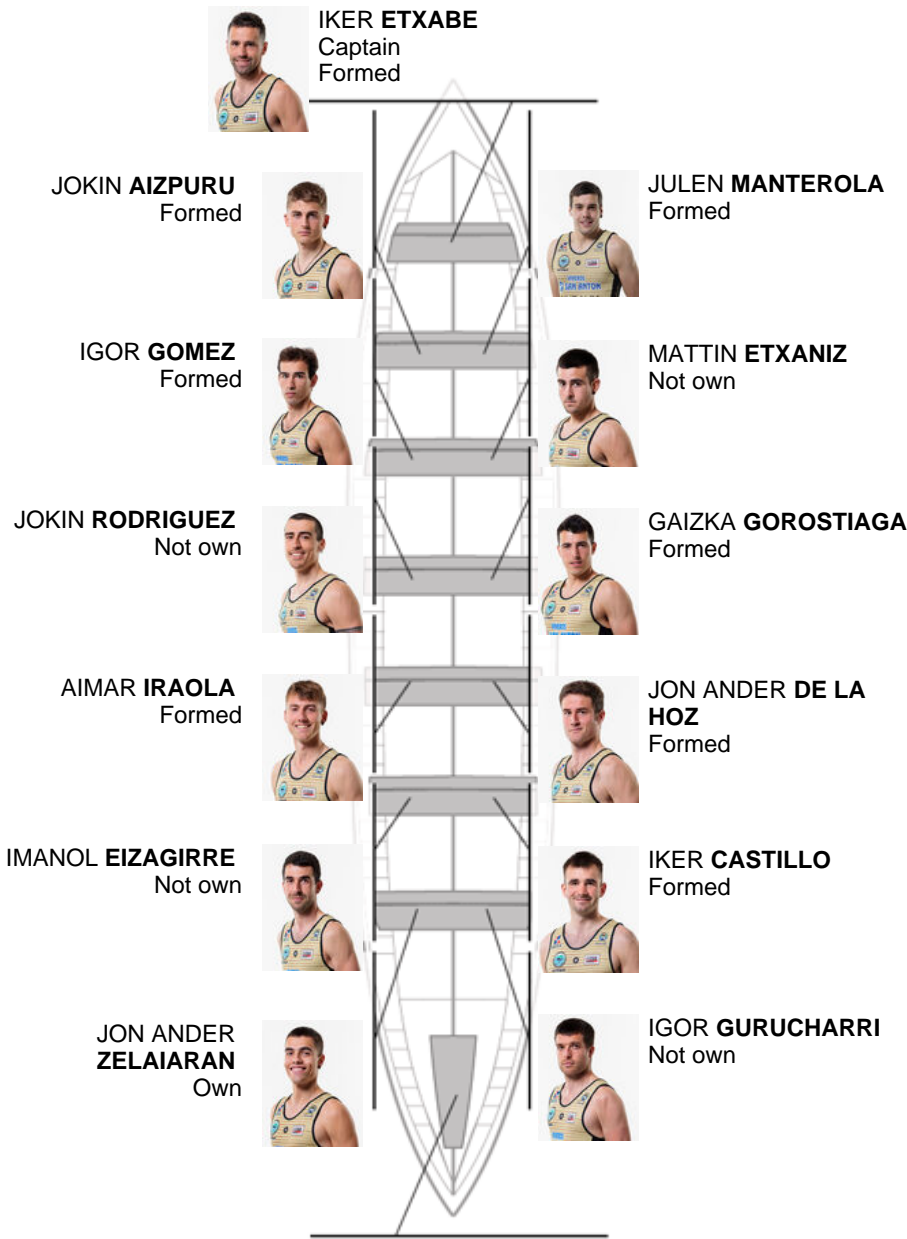 IKER ETXABE
Captain
Formed
JOKIN AIZPURU
Formed
JULEN MANTEROLA
Formed
IGOR GOMEZ
Formed
MATTIN ETXANIZ
Not own
JOKIN RODRIGUEZ
Not own
GAIZKA GOROSTIAGA
Formed
AIMAR IRAOLA
Formed
JON ANDER DE LA
HOZ
Formed
IMANOL EIZAGIRRE
Not own
IKER CASTILLO
Formed
JON ANDER
ZELAIARAN
Own
IGOR GURUCHARRI
Not own